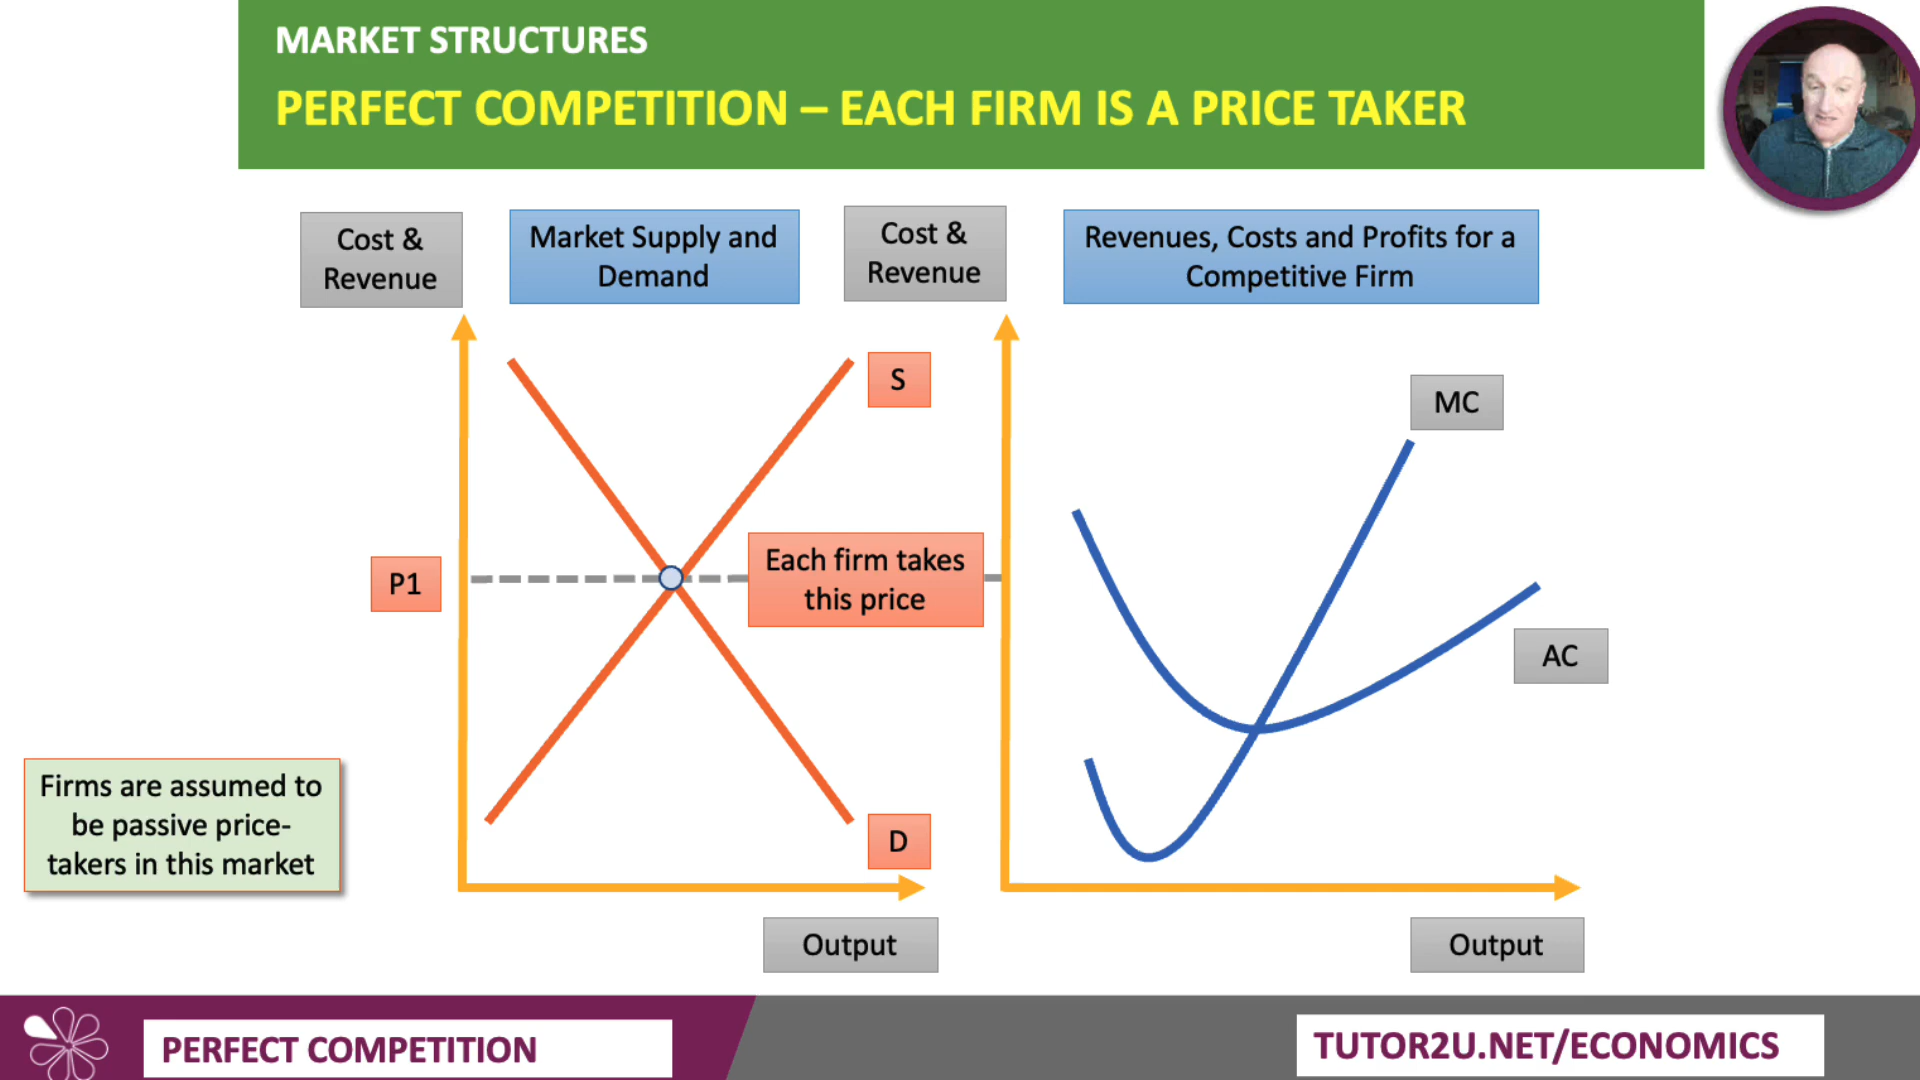 MARKET STRUCTURES
PERFECT COMPETITION – EACH FIRM IS A PRICE TAKER
Cost &
Revenue
Market Supply and
Demand
Cost &
Revenue
Revenues, Costs and Profits for a
Competitive Firm
S
MC
P1
Each firm takes
this price
AC
Firms are assumed to
be passive price-
takers in this market
D
Output
Output
PERFECT COMPETITION
TUTOR2U.NET/ECONOMICS